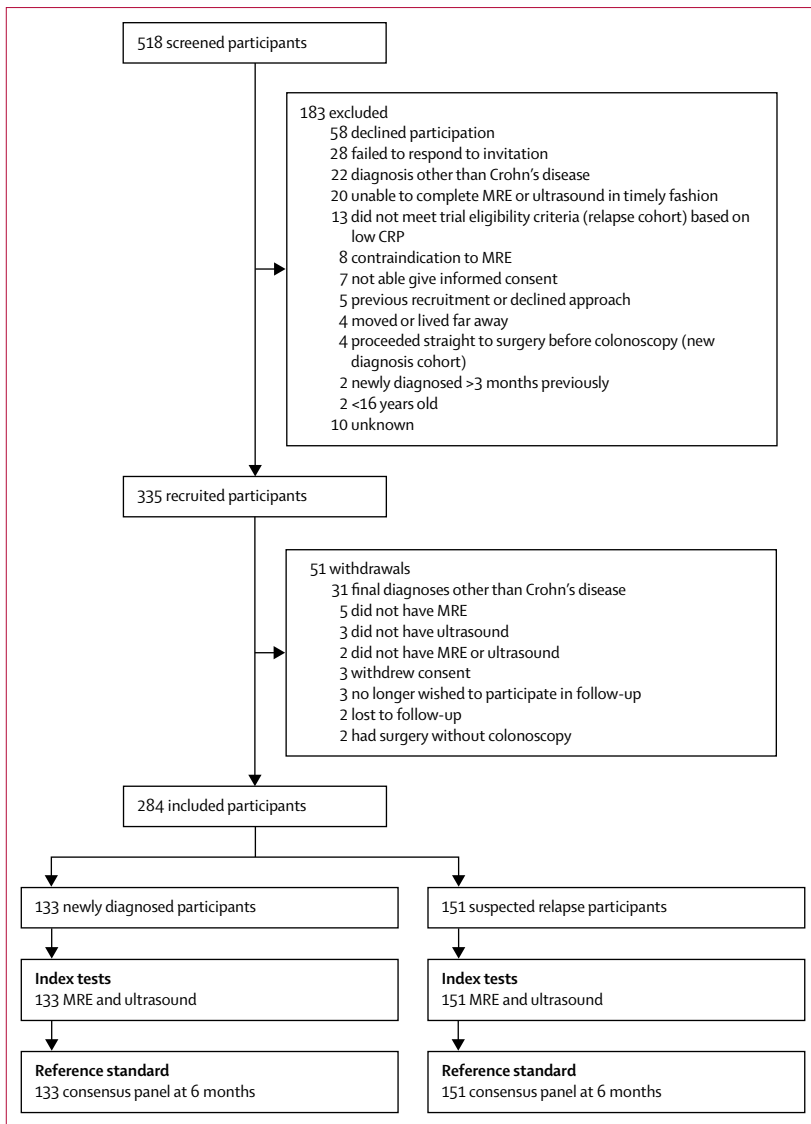 518 screened participants
183 excluded
58 declined participation
28 failed to respond to invitation
22 diagnosis other than Crohn's disease
20 unable to complete MRE or ultrasound in timely fashion
13 did not meet trial eligibility criteria (relapse cohort) based on
low CRP
8 contraindication to MRE
7 not able give informed consent
5 previous recruitment or declined approach
4 moved or lived far away
4 proceeded straight to surgery before colonoscopy (new
diagnosis cohort)
2 newly diagnosed >3 months previously
2 <16 years old
10 unknown
335 recruited participants
51 withdrawals
31 final diagnoses other than Crohn's disease
5 did not have MRE
3 did not have ultrasound
2 did not have MRE or ultrasound
3 withdrew consent
3 no longer wished to participate in follow-up
2 lost to follow-up
2 had surgery without colonoscopy
284 included participants
133 newly diagnosed participants
151 suspected relapse participants
Index tests
133 MRE and ultrasound
Index tests
151 MRE and ultrasound
Reference standard
133 consensus panel at 6 months
Reference standard
151 consensus panel at 6 months